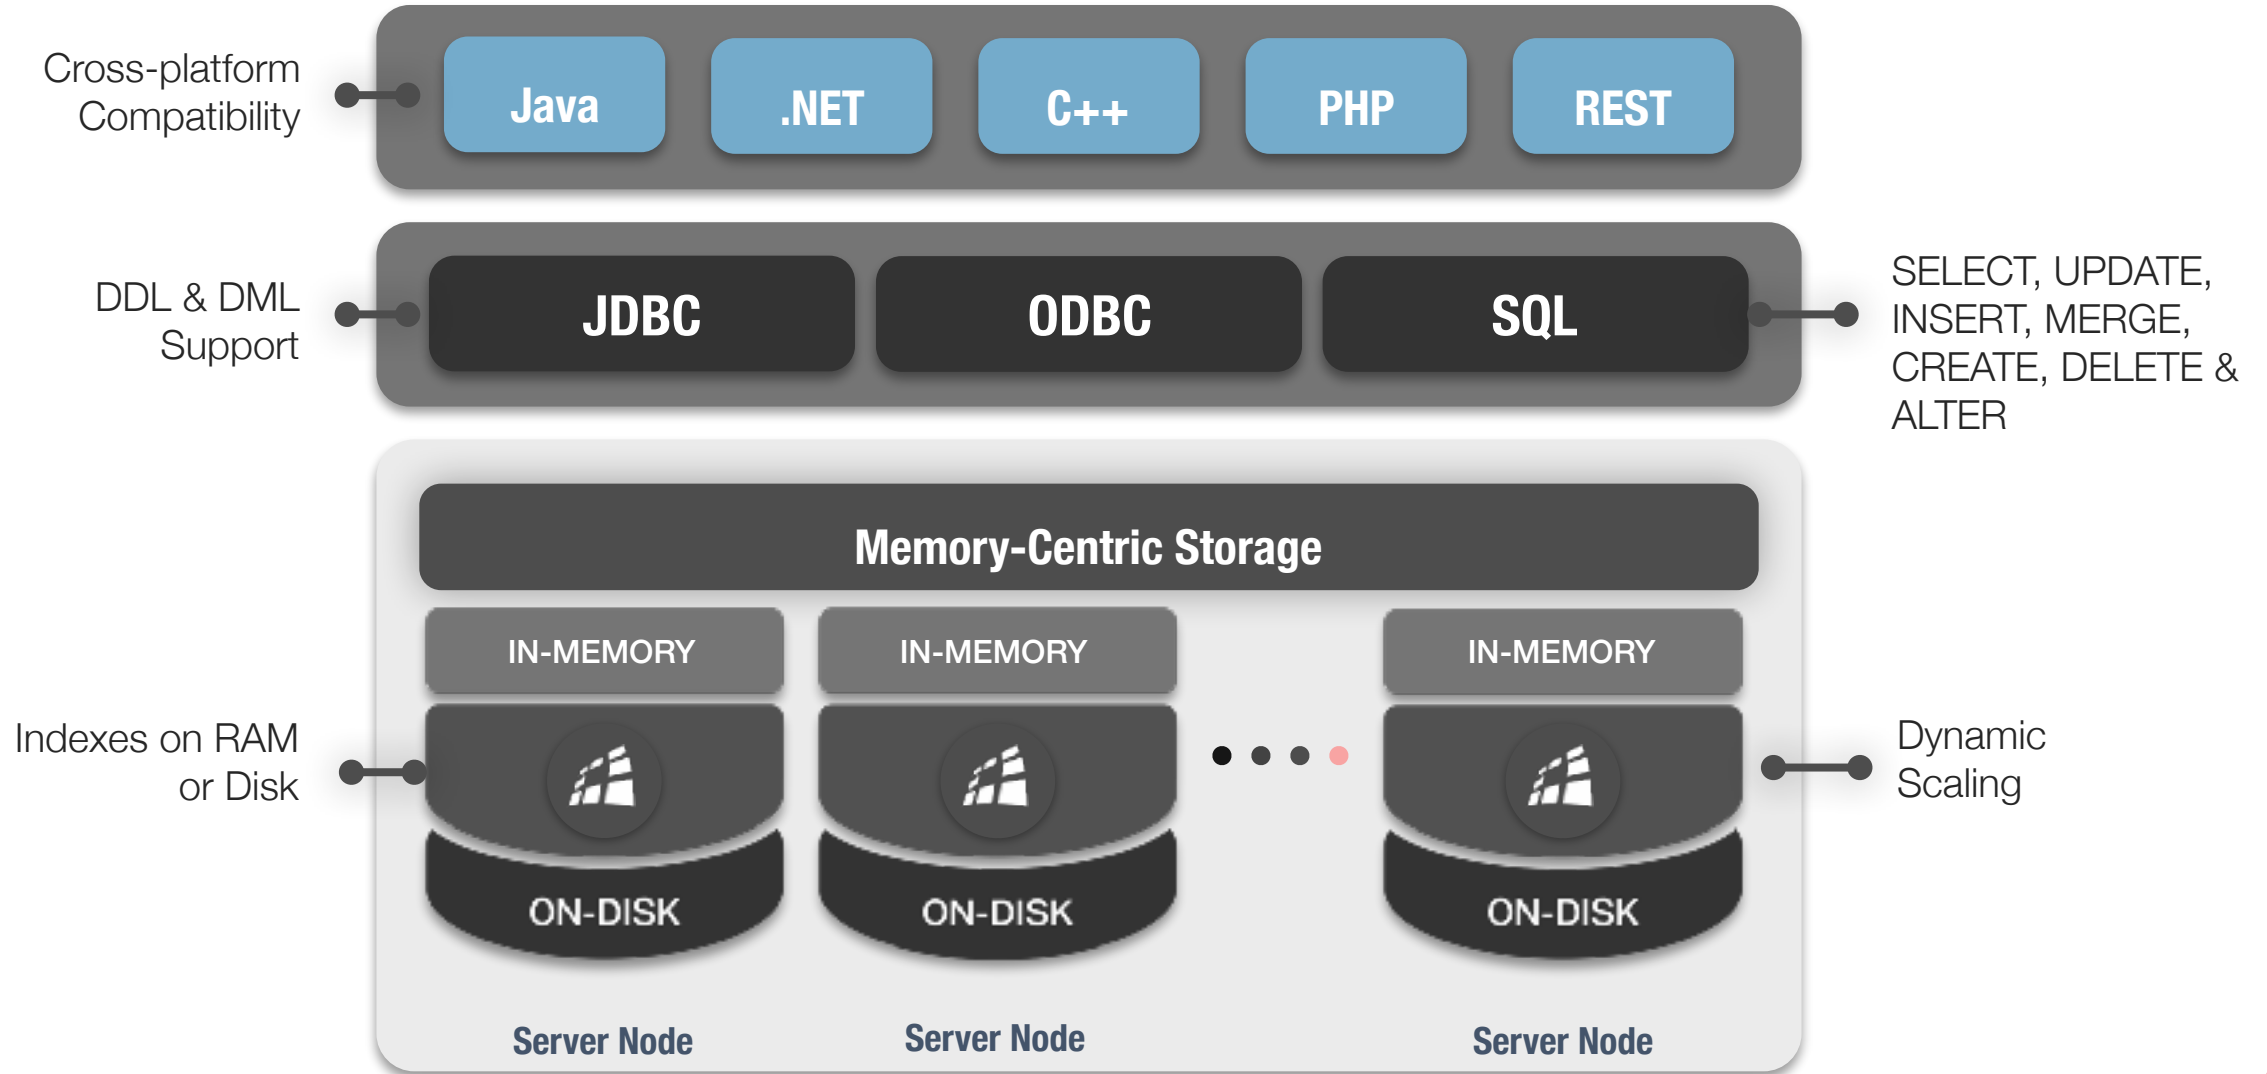 Cross-platform
Compatibility
Java
.NET
C++
PHP
REST
DDL & DML
Support
JDBC
ODBC
SQL
SELECT, UPDATE,
INSERT, MERGE,
CREATE, DELETE &
ALTER
Memory-Centric Storage
IN-MEMORY
IN-MEMORY
IN-MEMORY
Indexes on RAM
or Disk
Dynamic
Scaling
ON-DISK
ON-DISK
ON-DISK
Server Node
Server Node
Server Node